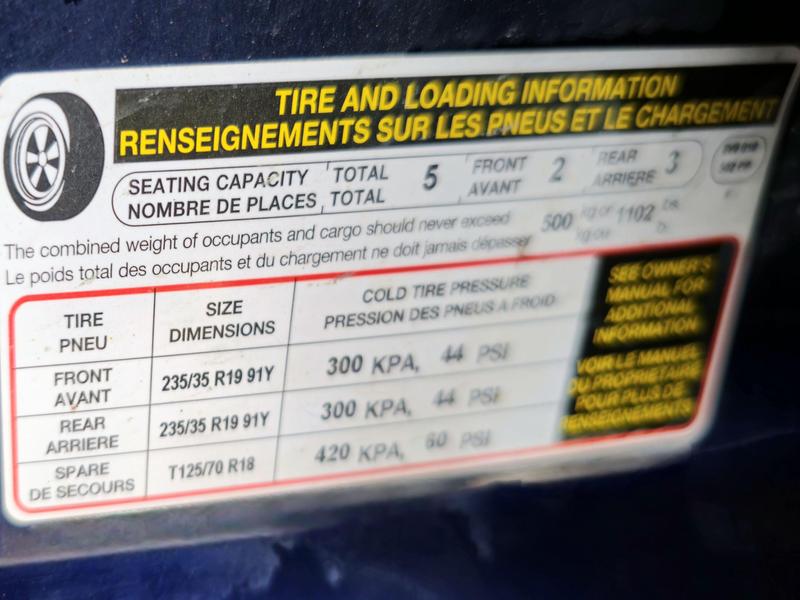 TIRE AND LOADING INFORMATION
RENSEIGNEMENTS SUR LES PNEUS ET LE CHARGEMENT
SEATING CAPACITY TOTAL 5 FRONT 2 REAR 3
NOMBRE DE PLACES TOTAL AVANT ARRIERE
The combined weight of occupants and cargo should never exceed 500 kg or 1102 lbs.
Le poids total des occupants et du chargement ne doit jamais dépasser kg ou
TIRE
PNEU
SIZE
DIMENSIONS
COLD TIRE PRESSURE
PRESSION DES PNEUS A FROID
FRONT
AVANT
235/35 R19 91Y
300 KPA, 44 PSI
REAR
ARRIERE
235/35 R19 91Y
300 KPA, 44 PSI
SPARE
DE SECOURS
T125/70 R18
420 KPA, 60 PSI
SEE OWNER'S
MANUAL FOR
ADDITIONAL
INFORMATION
VOIR LE MANUEL
DU PROPRIETAIRE
POUR PLUS DE
RENSEIGNEMENTS